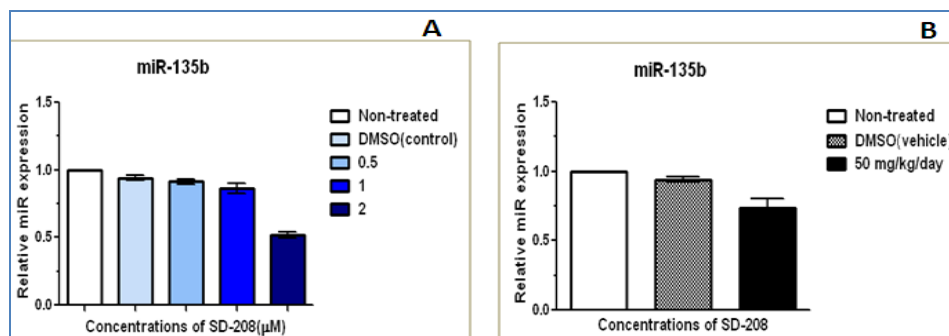 A
miR-135b
Relative miR expression
1.5
1.0
0.5
0.0
Non-treated
DMSO(control)
0.5
1
2
Concentrations of SD-208(µM)
B
miR-135b
Relative miR expression
1.5
1.0
0.5
0.0
Non-treated
DMSO(vehicle)
50 mg/kg/day
Concentrations of SD-208